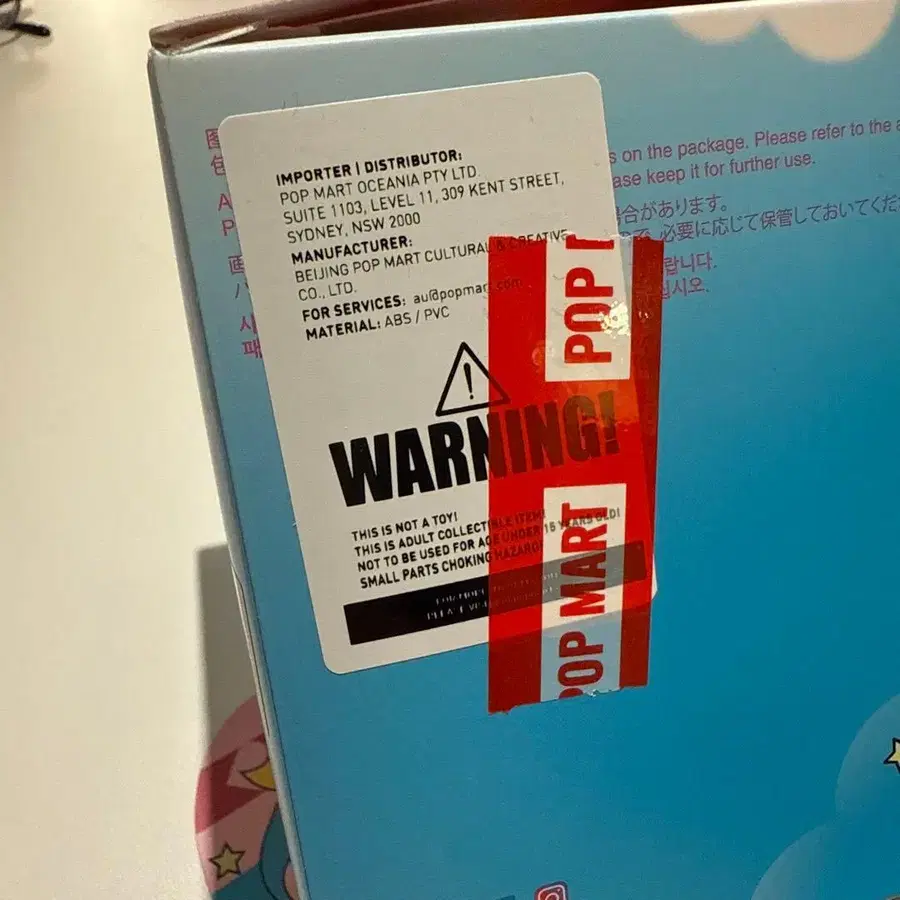 IMPORTER | DISTRIBUTOR:
POP MART OCEANIA PTY LTD.
SUITE 1103, LEVEL 11, 309 KENT STREET,
SYDNEY, NSW 2000
MANUFACTURER:
BEIJING POP MART CULTURAL & CREATIVE
CO., LTD.
FOR SERVICES: au@popmart.com
MATERIAL: ABS / PVC
WARNING!
THIS IS NOT A TOY!
THIS IS ADULT COLLECTIBLE ITEM!
NOT TO BE USED FOR AGE UNDER 15 YEARS OLD!
SMALL PARTS CHOKING HAZARD!
POP
POP MART
on the package. Please refer to the
keep it for further use.
場合があります。
必要に応じて保管しておいてくだ
랍니다.
십시오.